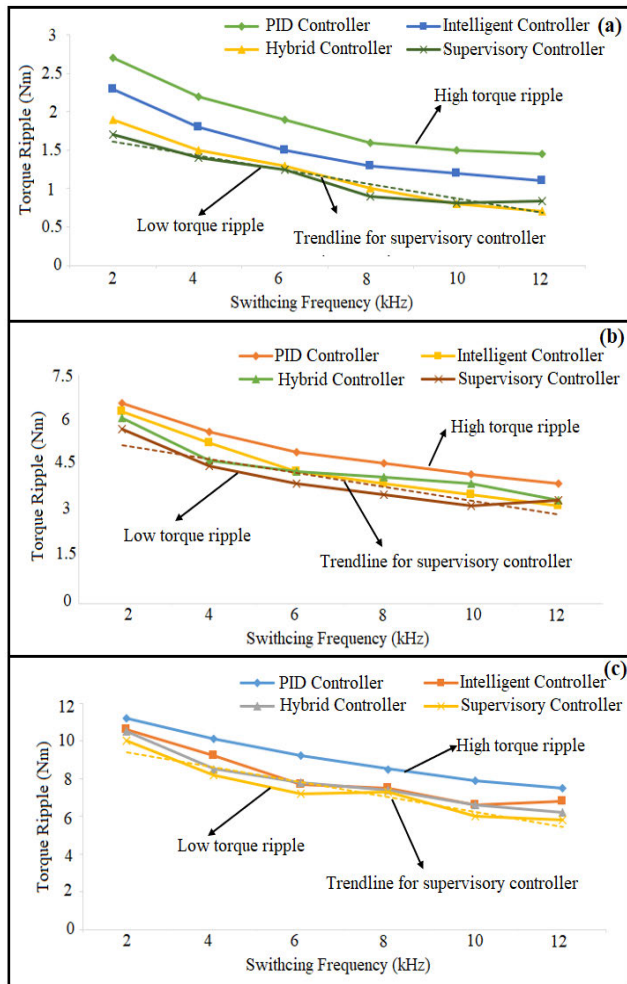 (a)
PID Controller Intelligent Controller
Hybrid Controller Supervisory Controller
Torque Ripple (Nm)
3
2.5
2
1.5
1
0.5
0
High torque ripple
Low torque ripple
Trendline for supervisory controller
2 4 6 8 10 12
Swithcing Frequency (kHz)
(b)
PID Controller Intelligent Controller
Hybrid Controller Supervisory Controller
Torque Ripple (Nm)
7.5
6
4.5
3
1.5
0
High torque ripple
Low torque ripple
Trendline for supervisory controller
2 4 6 8 10 12
Swithcing Frequency (kHz)
(c)
PID Controller Intelligent Controller
Hybrid Controller Supervisory Controller
Torque Ripple (Nm)
12
10
8
6
4
2
0
High torque ripple
Low torque ripple
Trendline for supervisory controller
2 4 6 8 10 12
Swithcing Frequency (kHz)